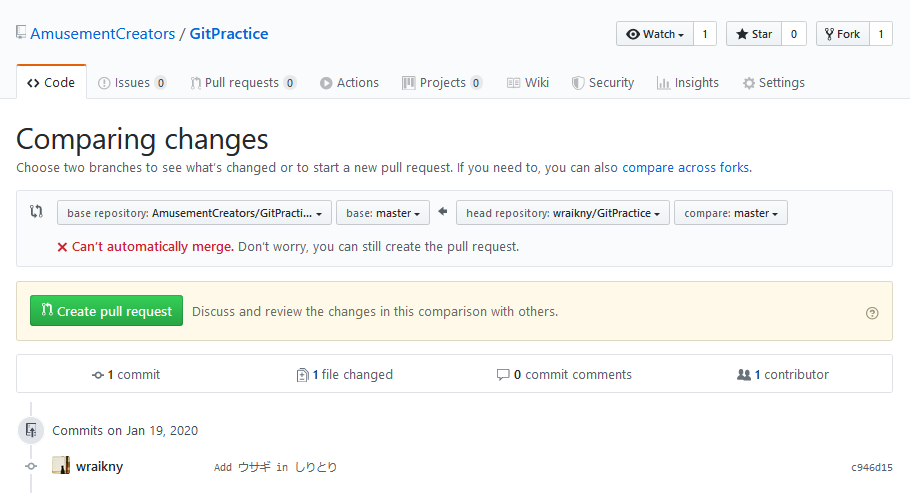 AmusementCreators / GitPractice
Watch 1 Star 0 Fork 1
Code Issues 0 Pull requests 0 Actions Projects 0 Wiki Security Insights Settings
Comparing changes
Choose two branches to see what's changed or to start a new pull request. If you need to, you can also compare across forks.
base repository: AmusementCreators/GitPracti... base: master head repository: wraikny/GitPractice compare: master
Can't automatically merge. Don't worry, you can still create the pull request.
Create pull request Discuss and review the changes in this comparison with others.
1 commit 1 file changed 0 commit comments 1 contributor
Commits on Jan 19, 2020
wraikny Add ウサギ in しりとり c946d15